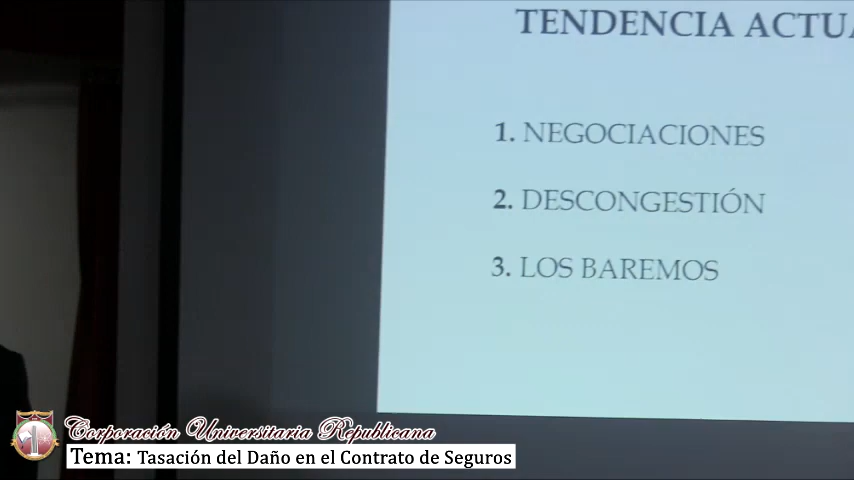 TENDENCIA ACTUA
1. NEGOCIACIONES
2. DESCONGESTIÓN
3. LOS BAREMOS
Corporación Universitaria Republicana
Tema: Tasación del Daño en el Contrato de Seguros